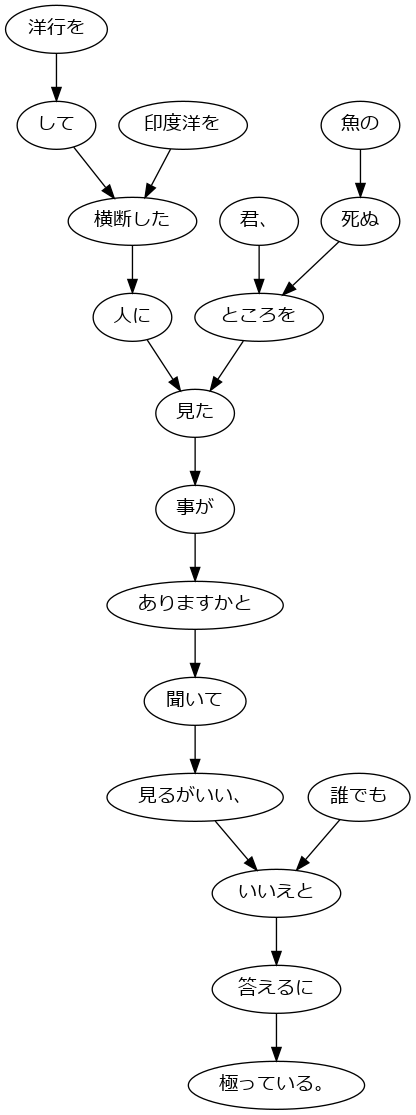 洋行を
して
印度洋を
魚の
横断した
君、
死ぬ
人に
ところを
見た
事が
ありますかと
聞いて
見るがいい、
誰でも
いいえと
答えるに
極っている。